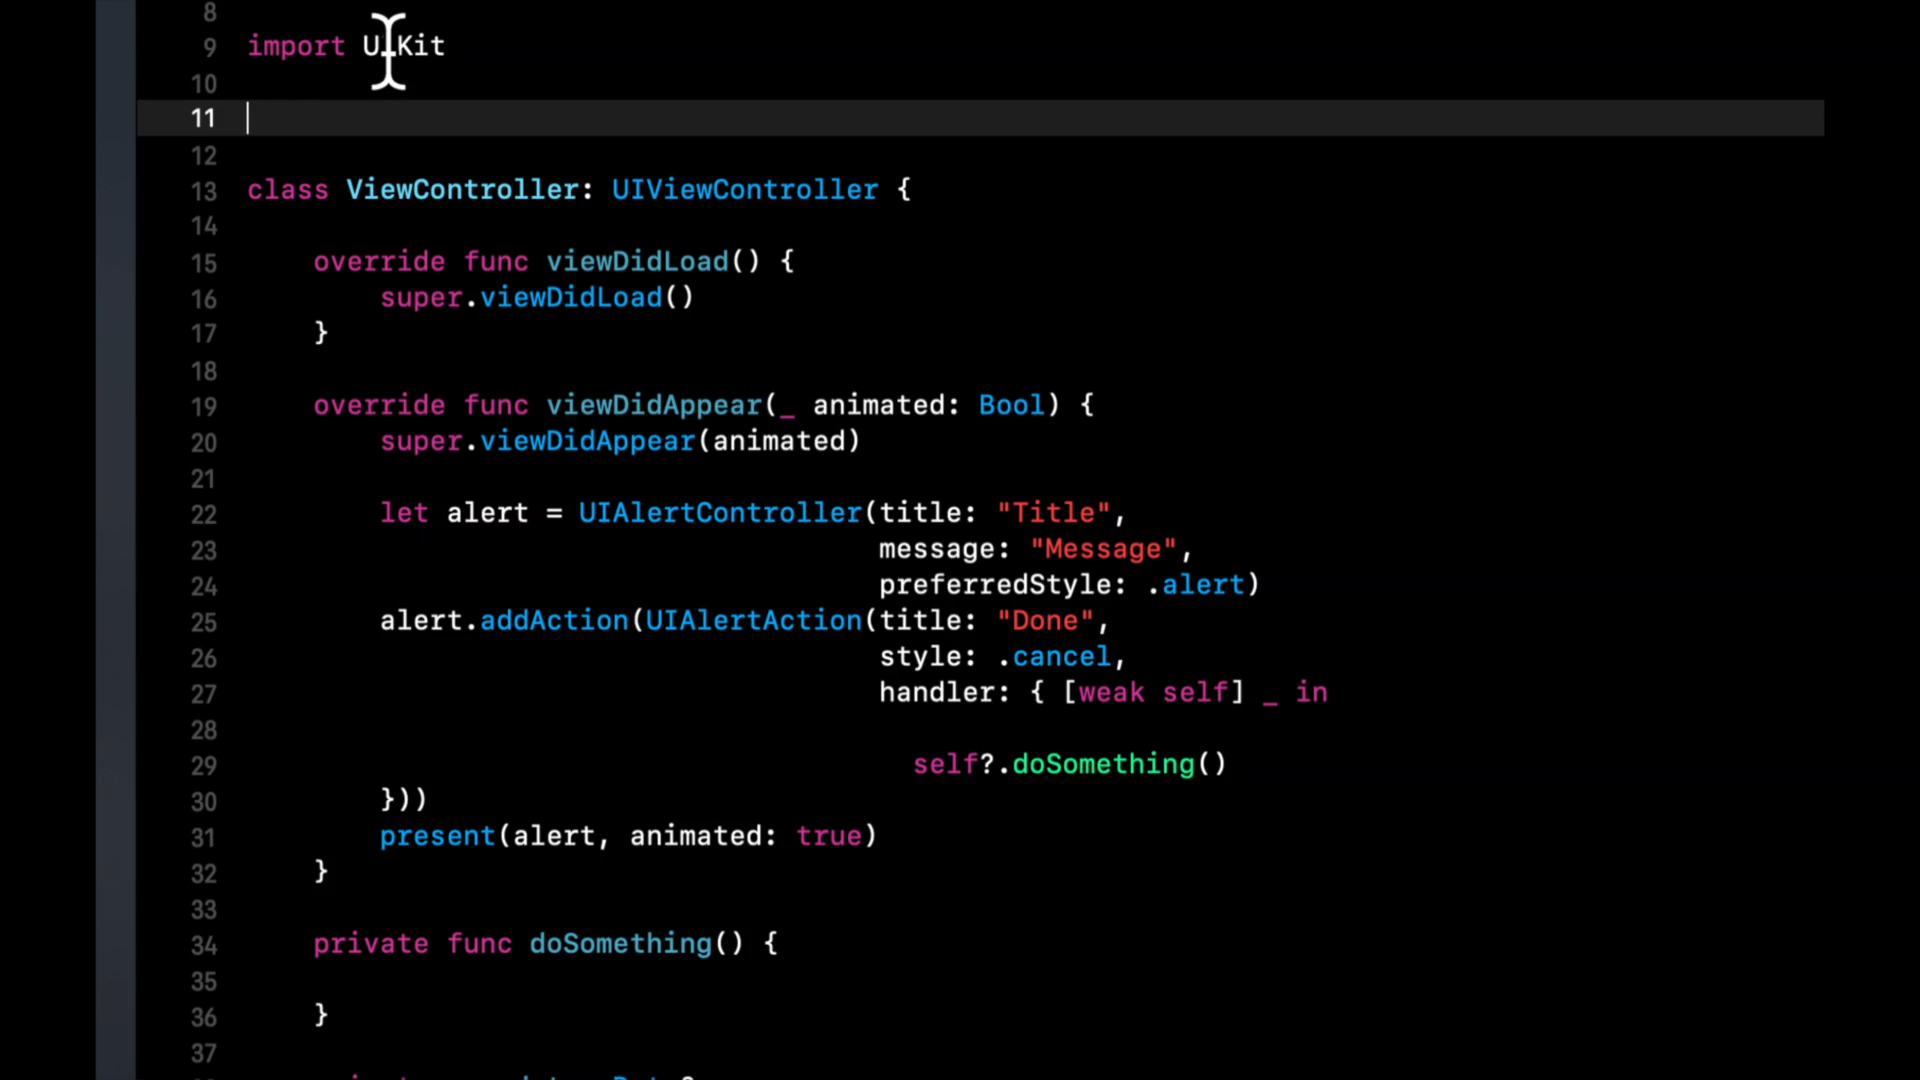 8
9 import UIKit
10
11
12
13 class ViewController: UIViewController {
14
15 override func viewDidLoad() {
16 super.viewDidLoad()
17 }
18
19 override func viewDidAppear(_ animated: Bool) {
20 super.viewDidAppear(animated)
21
22 let alert = UIAlertController(title: "Title",
23 message: "Message",
24 preferredStyle: .alert)
25 alert.addAction(UIAlertAction(title: "Done",
26 style: .cancel,
27 handler: { [weak self] _ in
28
29 self?.doSomething()
30 }))
31 present(alert, animated: true)
32 }
33
34 private func doSomething() {
35
36 }
37